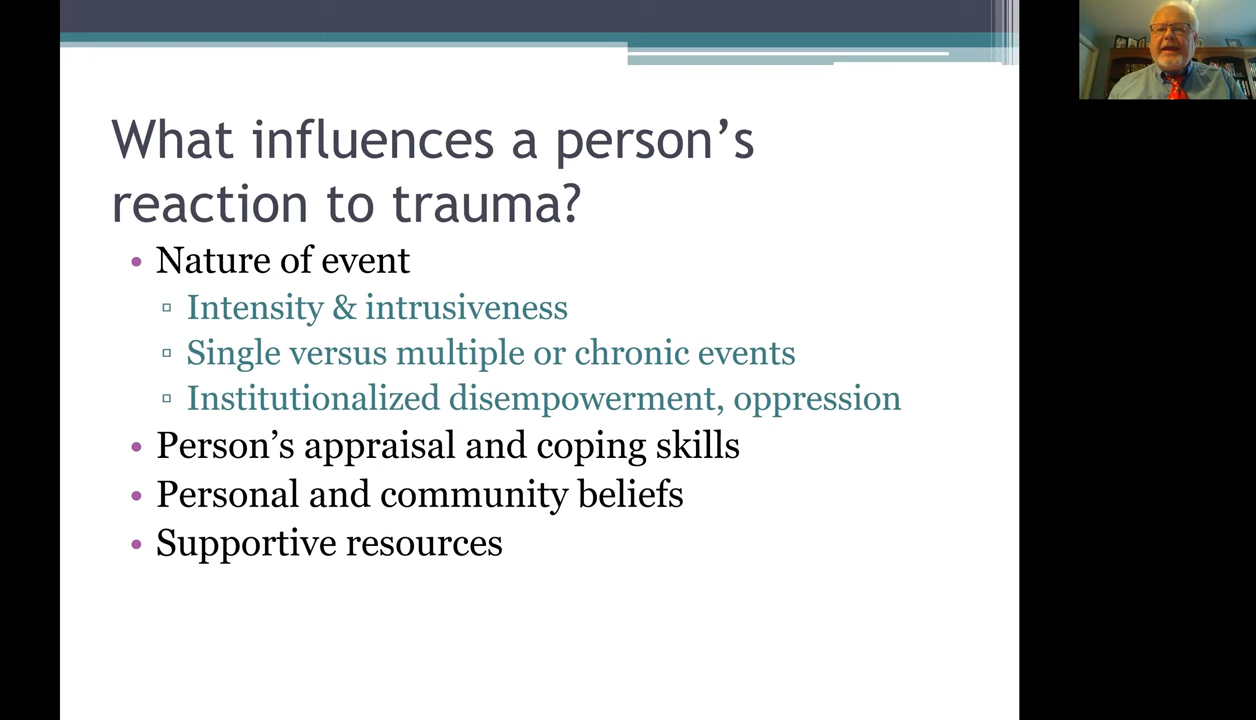 What influences a person’s
reaction to trauma?
• Nature of event
▫ Intensity & intrusiveness
▫ Single versus multiple or chronic events
▫ Institutionalized disempowerment, oppression
• Person’s appraisal and coping skills
• Personal and community beliefs
• Supportive resources